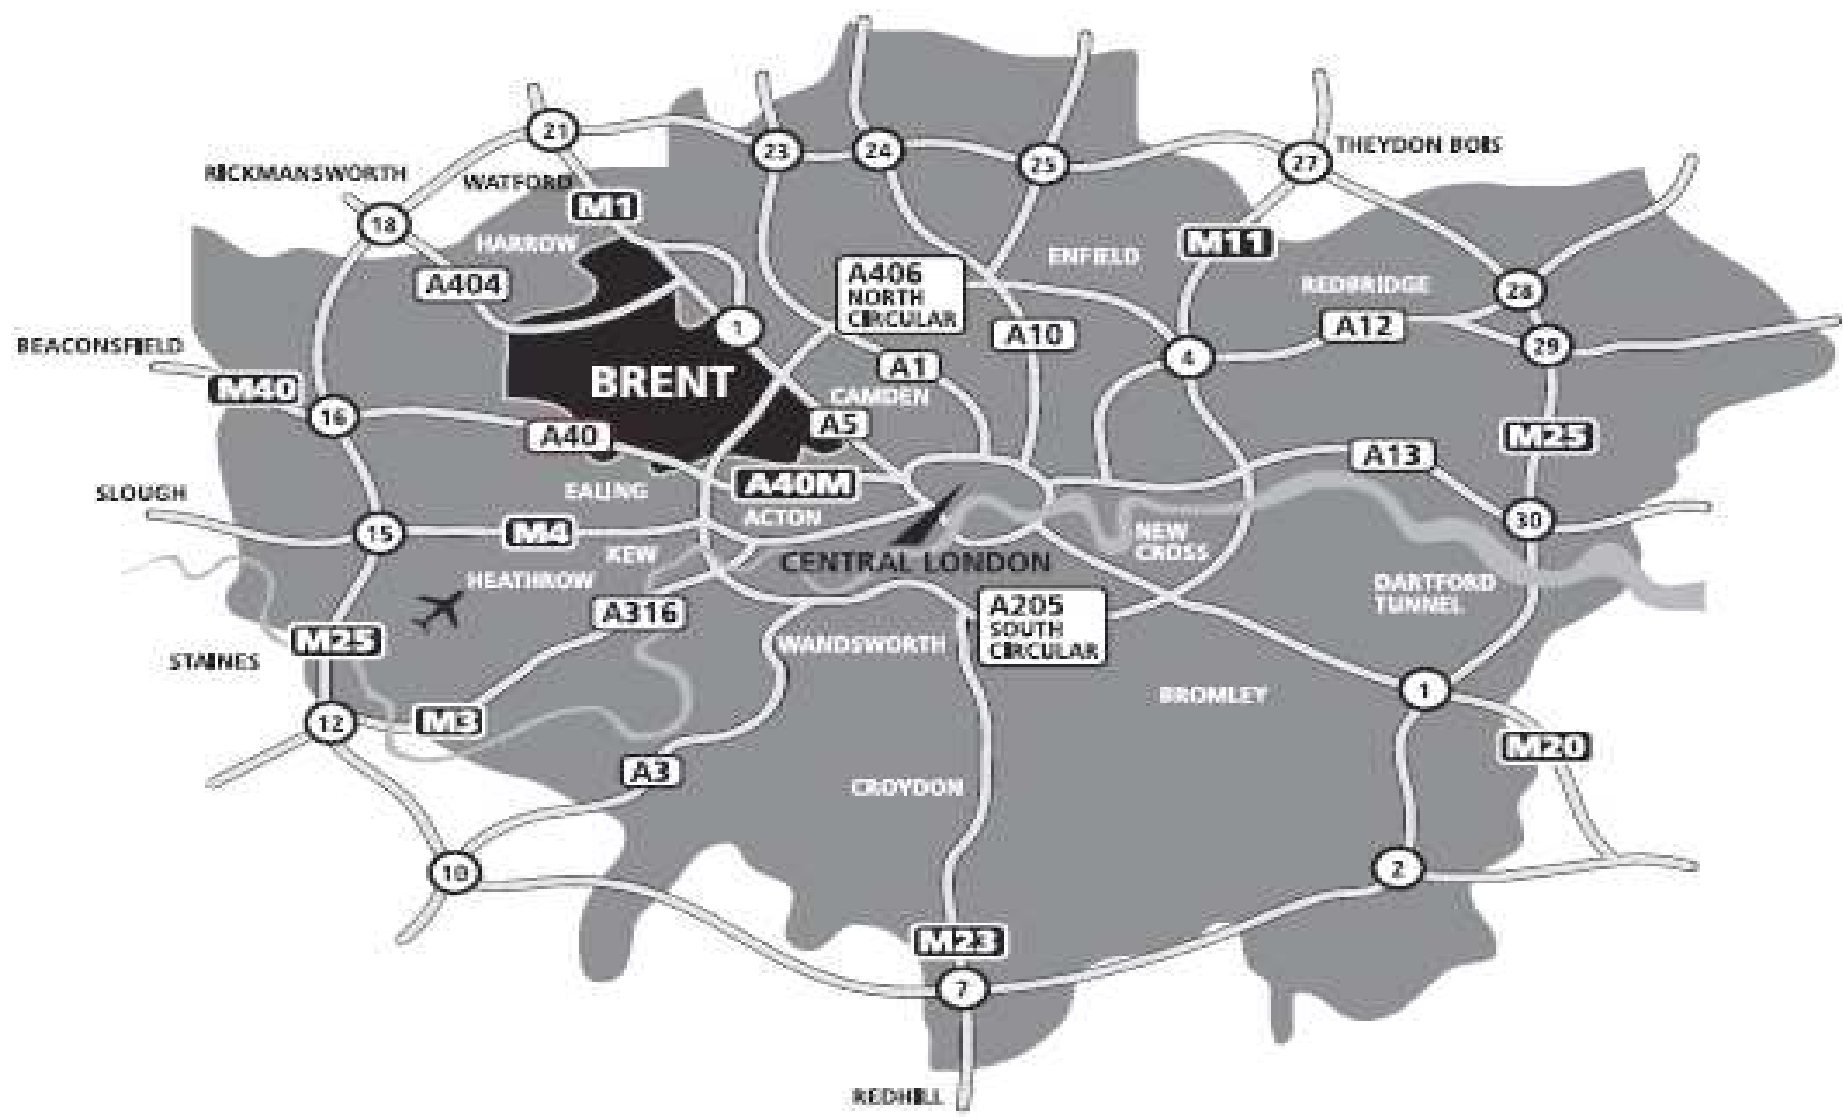 21
23
24
25
27
THEYDON BOIS
RICKMANSWORTH
WATFORD
M1
18
HARROW
M11
ENFIELD
A404
A406
NORTH
CIRCULAR
REDBRIDGE
28
1
A10
A12
BEACONSFIELD
4
29
M40
BRENT
A1
CAMDEN
16
A40
A5
M25
A13
SLOUGH
EALING
A40M
ACTON
15
M4
KEW
NEW
CROSS
30
CENTRAL LONDON
HEATHROW
DARTFORD
TUNNEL
A316
A205
SOUTH
CIRCULAR
M25
STAINES
WANDSWORTH
BROMLEY
1
12
M3
M20
A3
CROYDON
10
2
M23
7
REDHILL